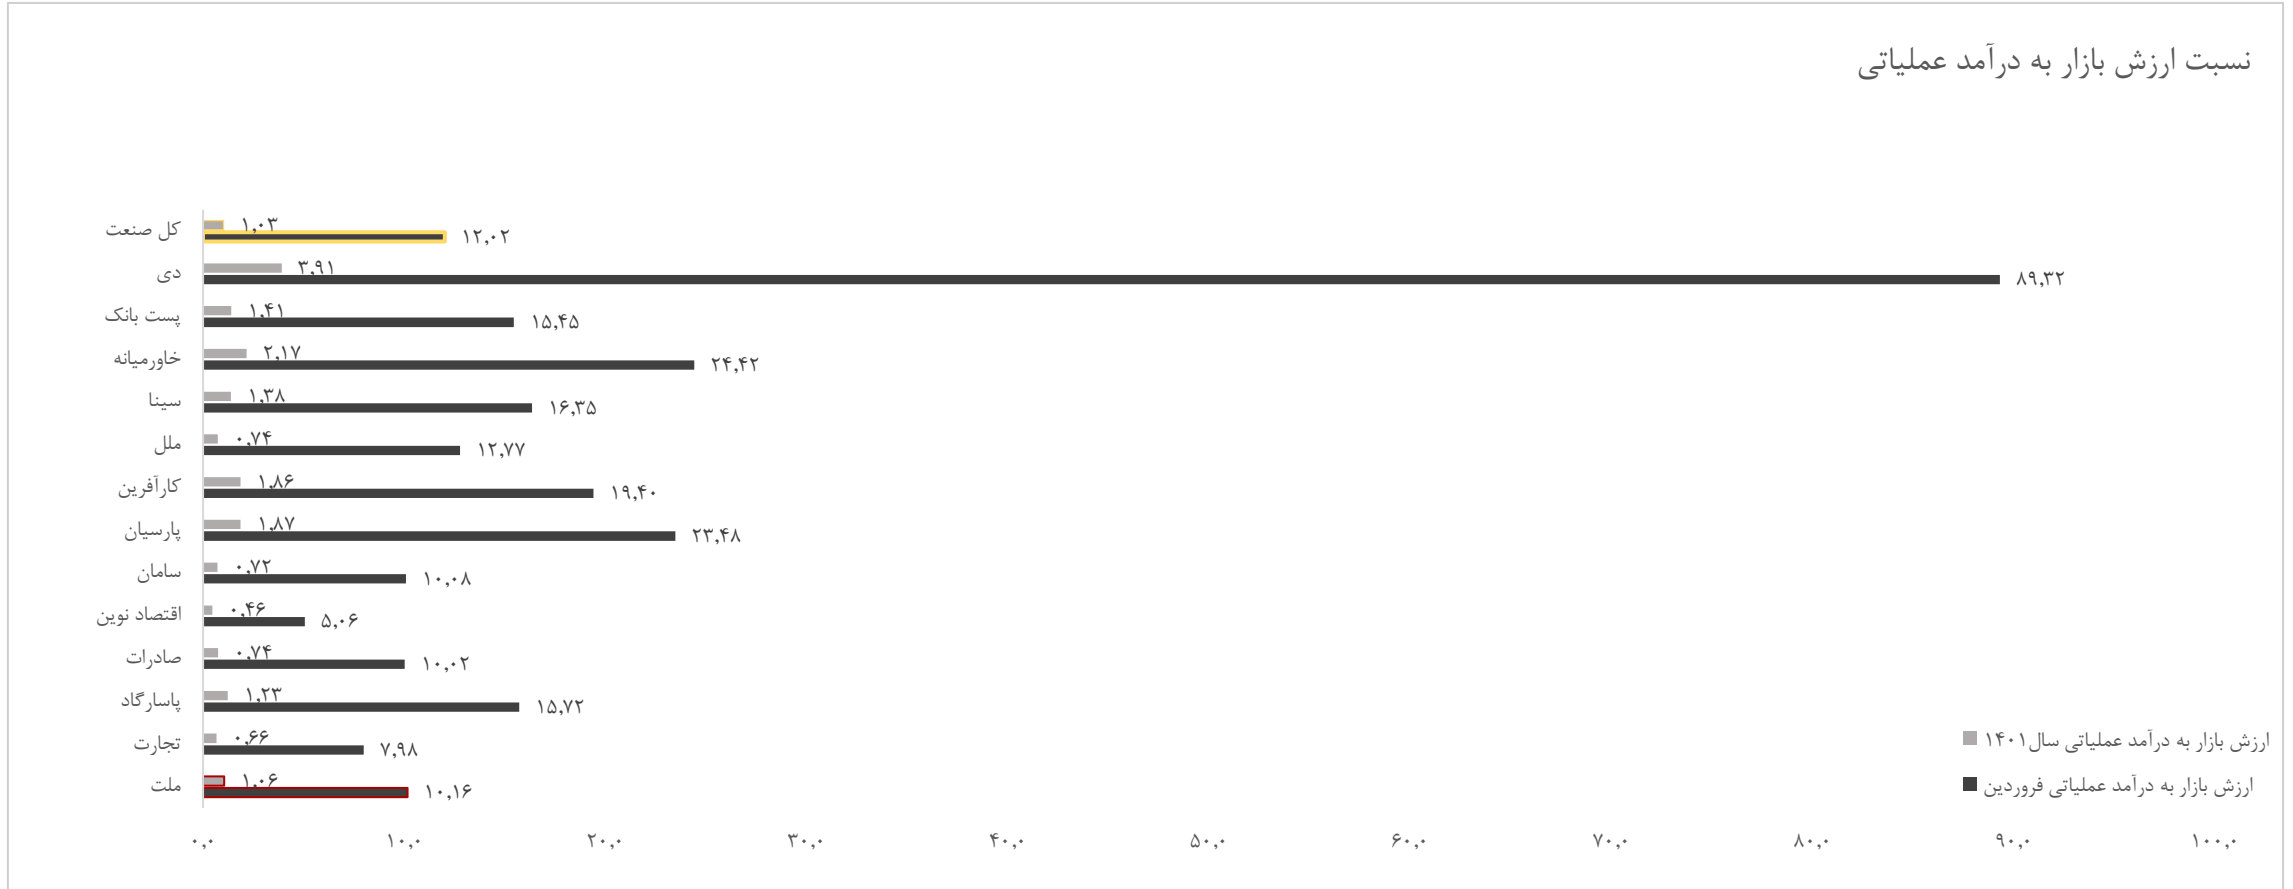 نسبت ارزش بازار به درآمد عملیاتی
کل صنعت
۱,۰۳
۱۲,۰۲
دی
۳,۹۱
۸۹,۳۲
پست بانک
۱,۴۱
۱۵,۴۵
خاورمیانه
۲,۱۷
۲۴,۴۲
سینا
۱,۳۸
۱۶,۳۵
ملل
۰,۷۴
۱۲,۷۷
کارآفرین
۱,۸۶
۱۹,۴۰
پارسیان
۱,۸۷
۲۳,۴۸
سامان
۰,۷۲
۱۰,۰۸
اقتصاد نوین
۰,۴۶
۵,۰۶
صادرات
۰,۷۴
۱۰,۰۲
پاسارگاد
۱,۲۳
۱۵,۷۲
تجارت
۰,۶۶
۷,۹۸
ملت
۱,۰۶
۱۰,۱۶
ارزش بازار به درآمد عملیاتی سال۱۴۰۱
ارزش بازار به درآمد عملیاتی فروردین
۰,۰ ۱۰,۰ ۲۰,۰ ۳۰,۰ ۴۰,۰ ۵۰,۰ ۶۰,۰ ۷۰,۰ ۸۰,۰ ۹۰,۰ ۱۰۰,۰